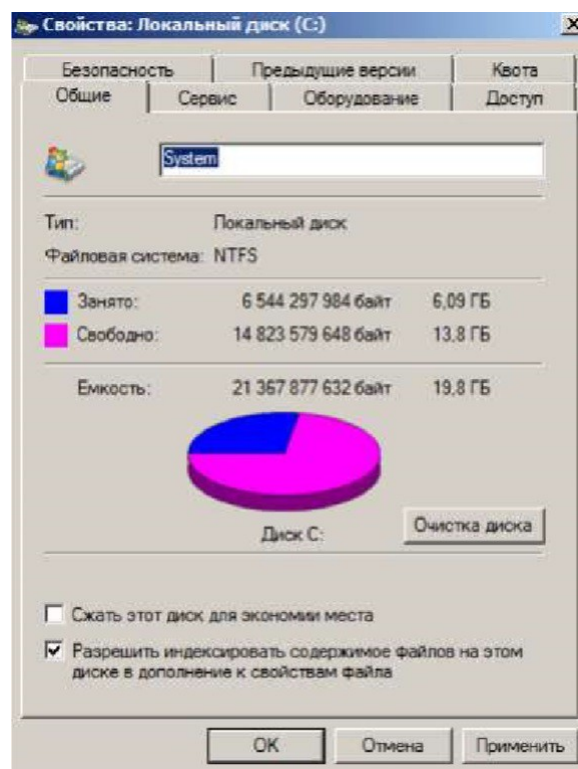 Свойства: Локальный диск (C:)
Безопасность Предыдущие версии Квота
Общие Сервис Оборудование Доступ
System
Тип: Локальный диск
Файловая система: NTFS
Занято: 6 544 297 984 байт 6,09 ГБ
Свободно: 14 823 579 648 байт 13,8 ГБ
Емкость: 21 367 877 632 байт 19,8 ГБ
Диск C:
Очистка диска
Сжать этот диск для экономии места
Разрешить индексировать содержимое файлов на этом
диске в дополнение к свойствам файла
OK Отмена Применить